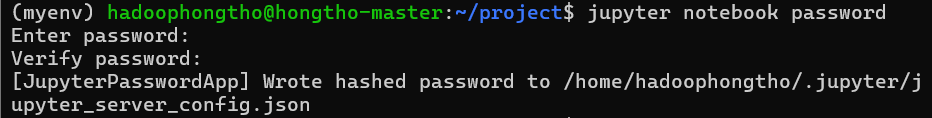 (myenv) hadoophongtho@hongtho-master:~/project$ jupyter notebook password
Enter password:
Verify password:
[JupyterPasswordApp] Wrote hashed password to /home/hadoophongtho/.jupyter/j
upyter_server_config.json